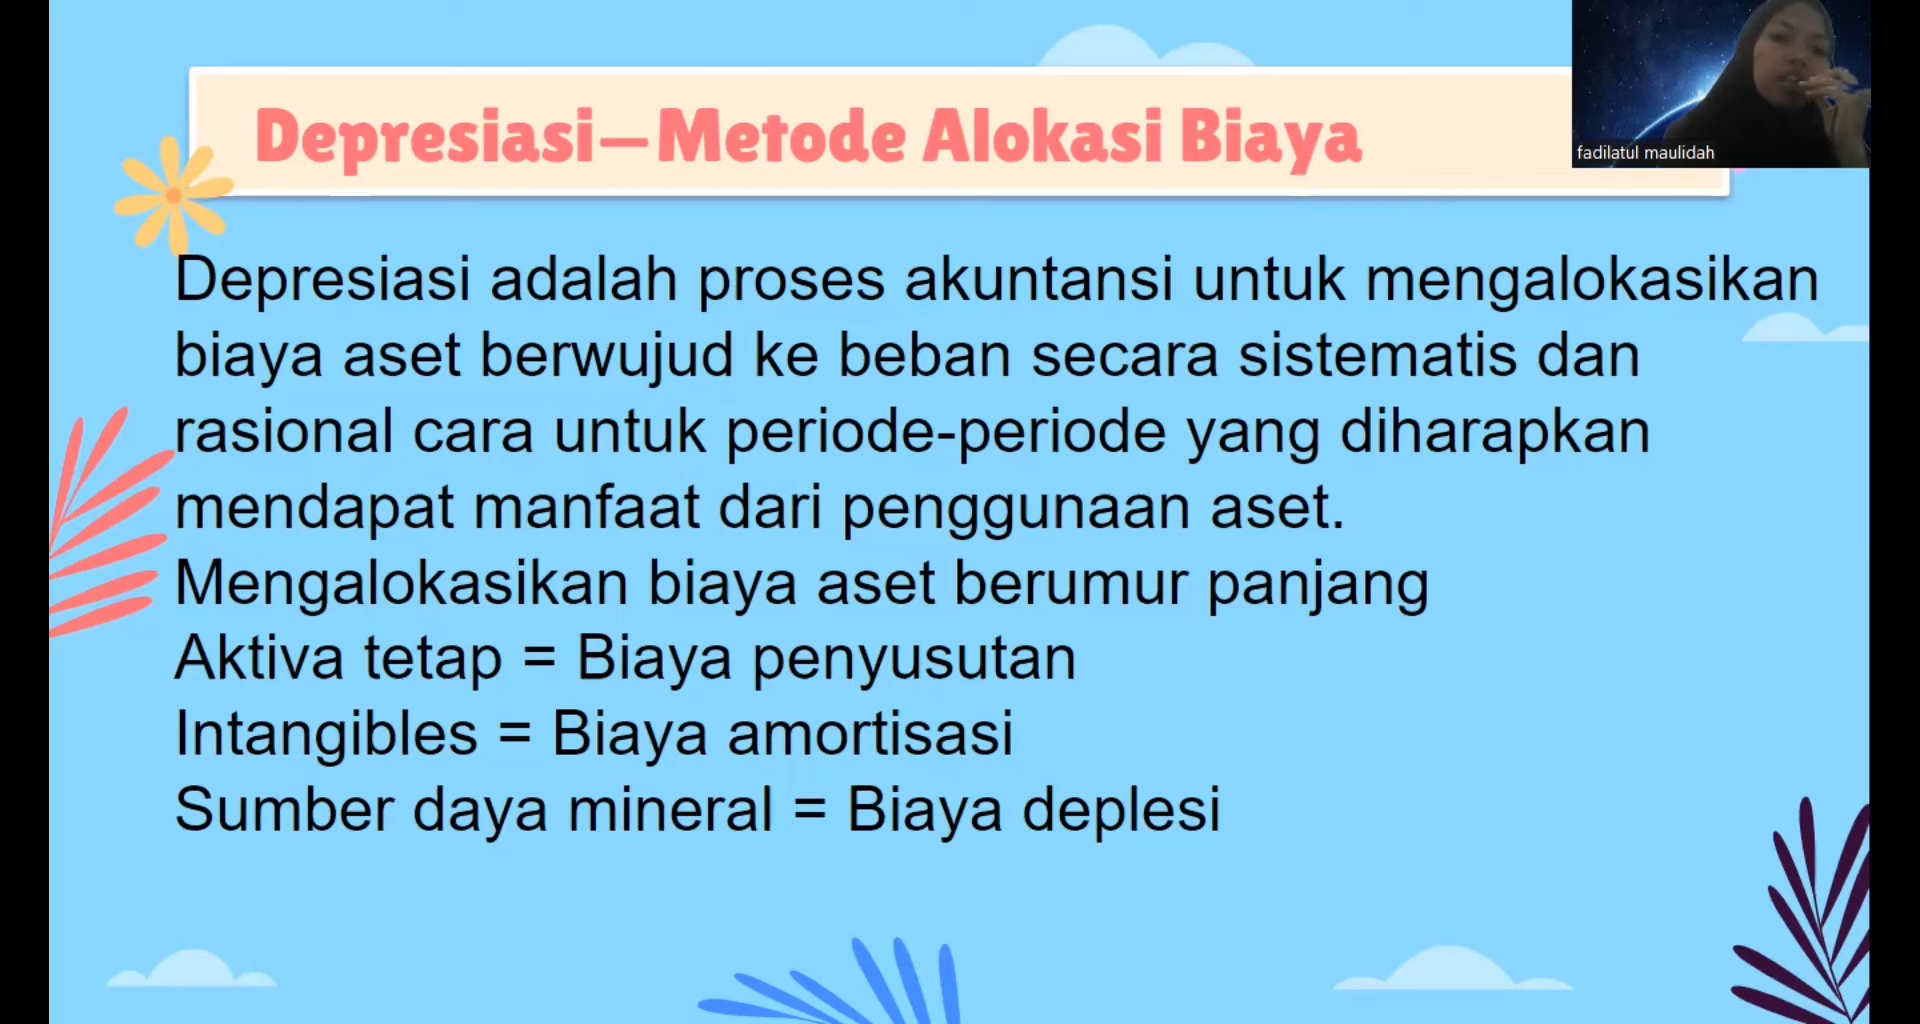 Depresiasi—Metode Alokasi Biaya
fadilatul maulidah
Depresiasi adalah proses akuntansi untuk mengalokasikan
biaya aset berwujud ke beban secara sistematis dan
rasional cara untuk periode-periode yang diharapkan
mendapat manfaat dari penggunaan aset.
Mengalokasikan biaya aset berumur panjang
Aktiva tetap = Biaya penyusutan
Intangibles = Biaya amortisasi
Sumber daya mineral = Biaya deplesi